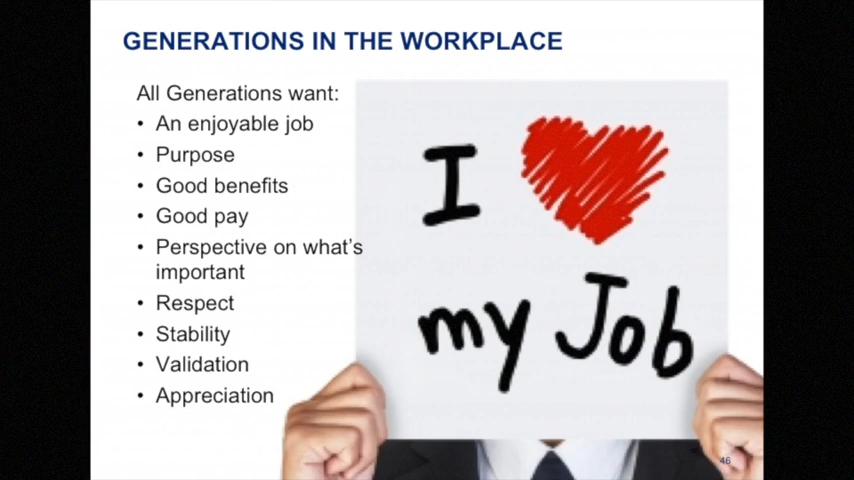 GENERATIONS IN THE WORKPLACE
All Generations want:
• An enjoyable job
• Purpose
• Good benefits
• Good pay
• Perspective on what's
important
• Respect
• Stability
• Validation
• Appreciation
I
my Job
46